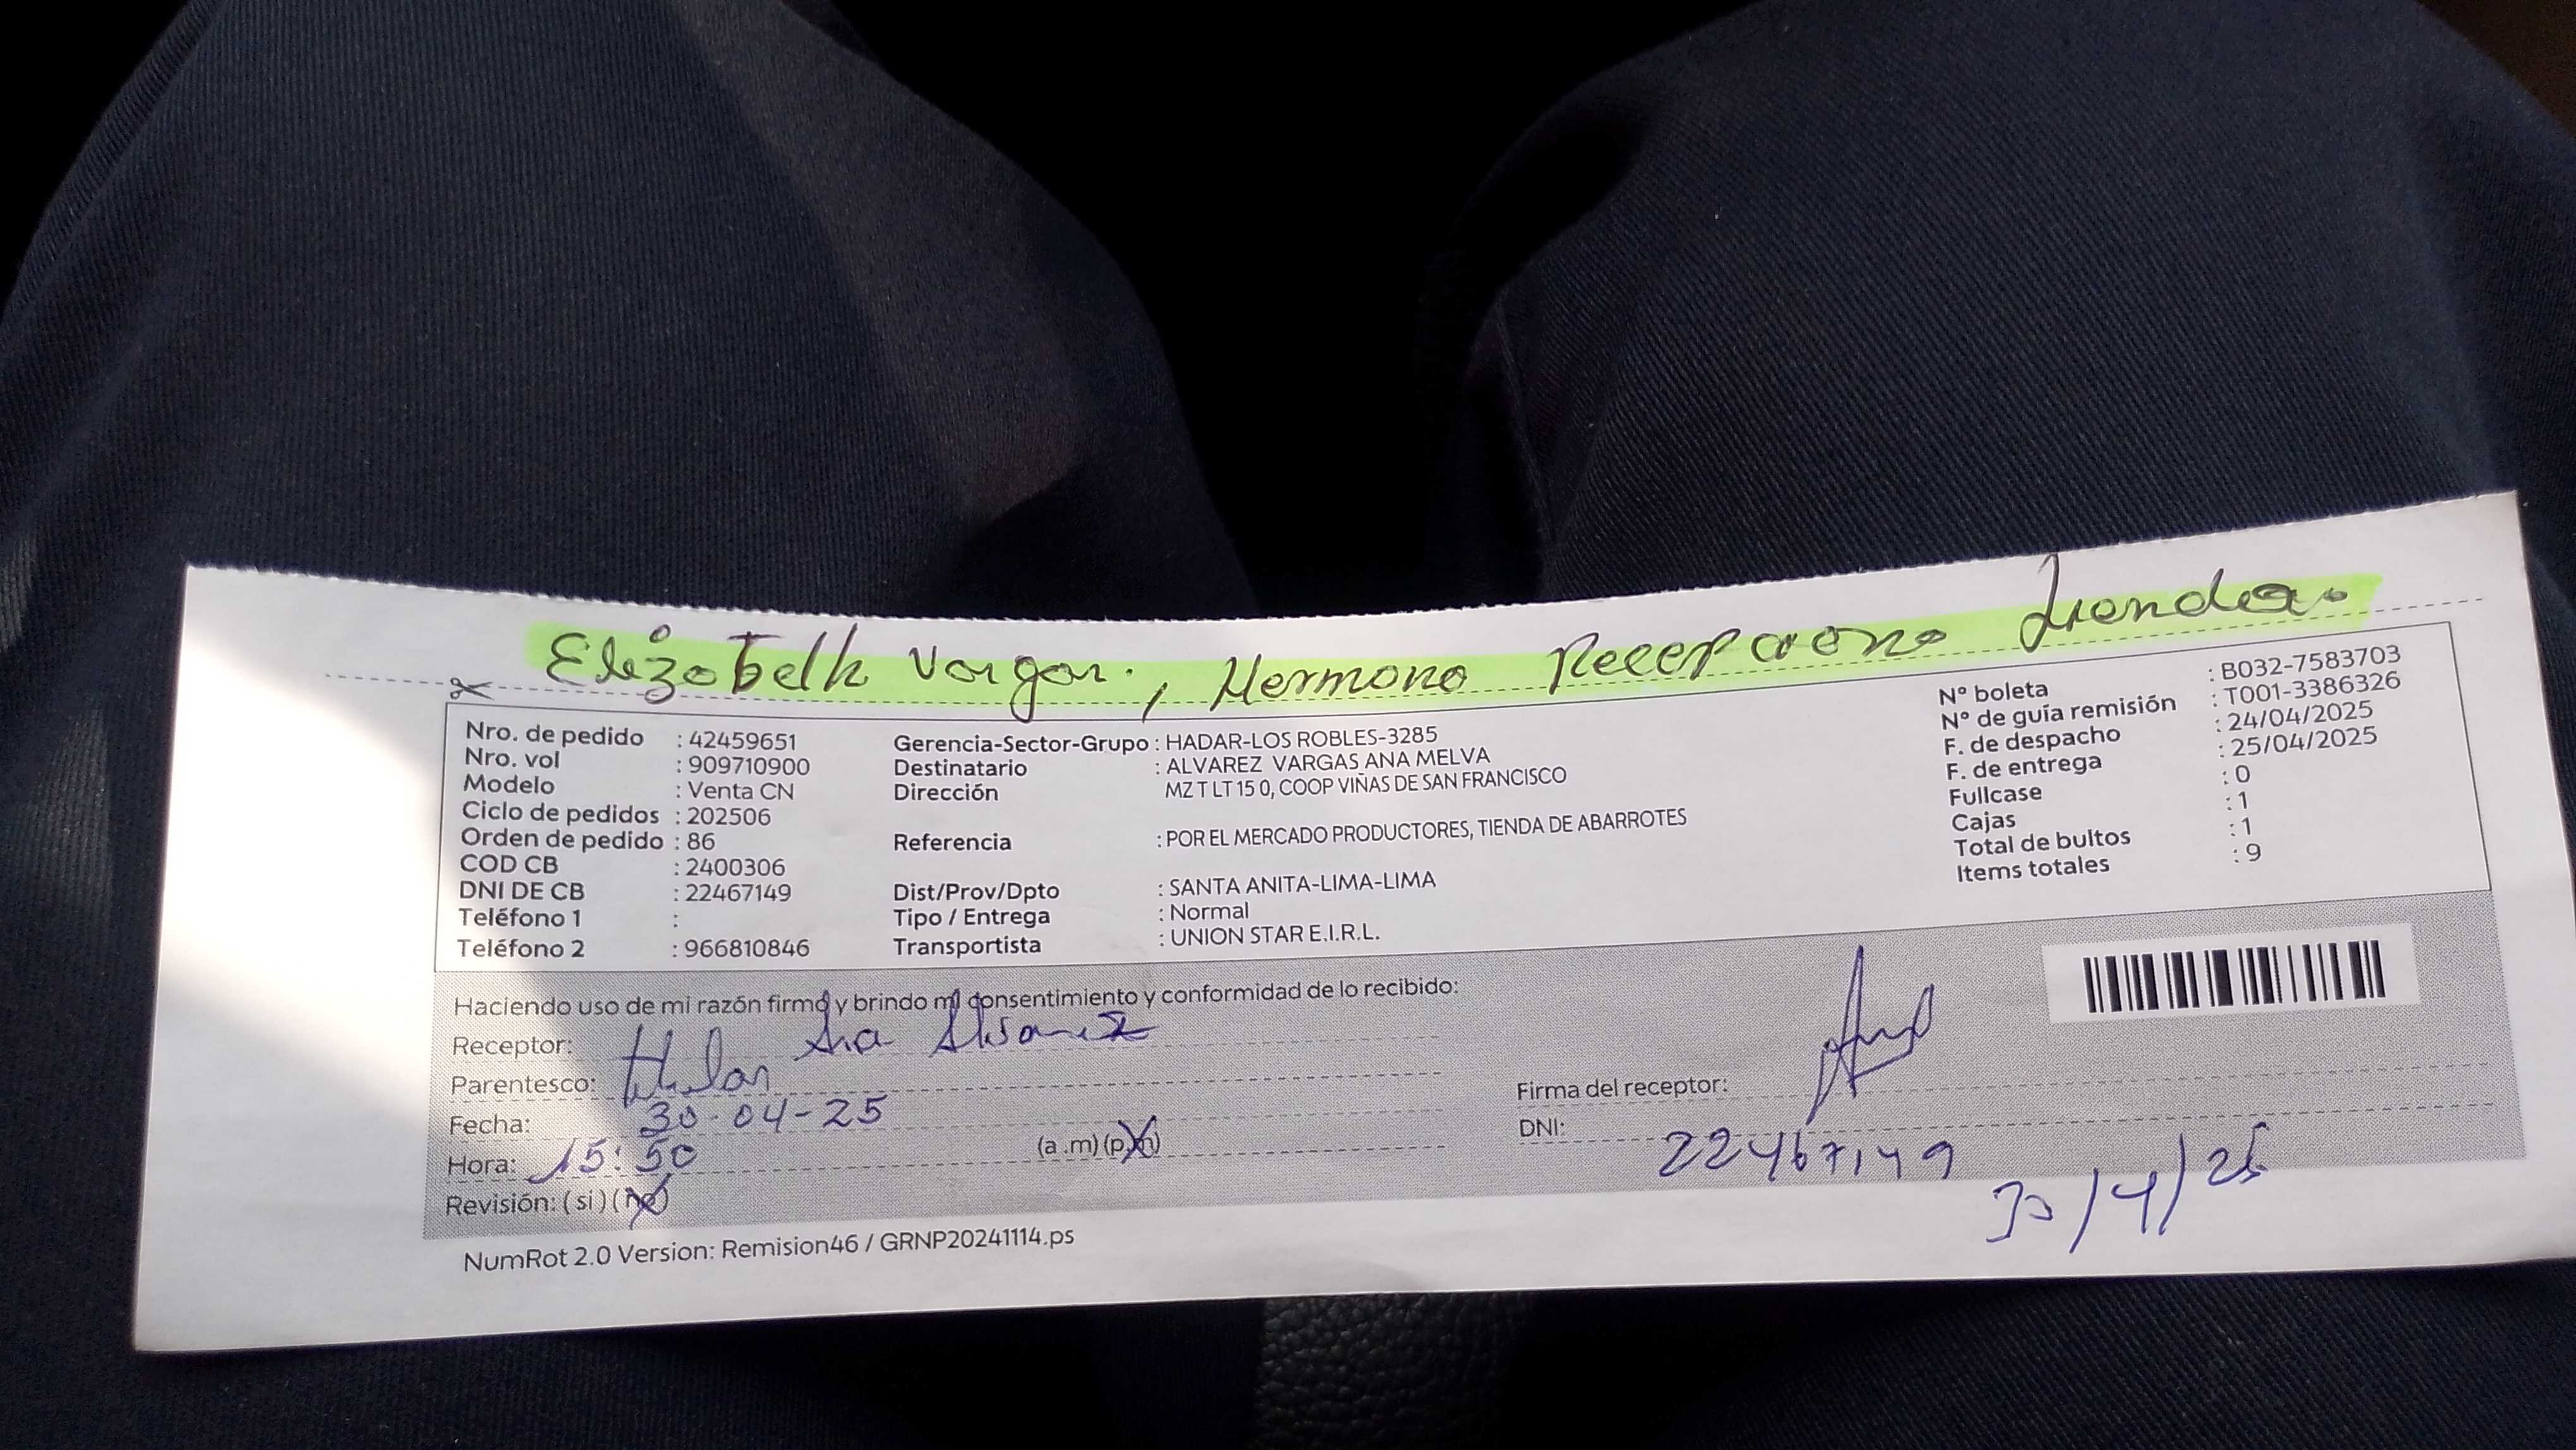 Elizabeth Vargas., Hermana Recepciono tienda.
Nro. de pedido : 42459651
Nro. vol : 909710900
Modelo : Venta CN
Ciclo de pedidos : 202506
Orden de pedido : 86
COD CB : 2400306
DNI DE CB : 22467149
Teléfono 1 :
Teléfono 2 : 966810846
Gerencia-Sector-Grupo : HADAR-LOS ROBLES-3285
Destinatario : ALVAREZ VARGAS ANA MELVA
Dirección MZ T LT 15 0, COOP VIÑAS DE SAN FRANCISCO
Referencia : POR EL MERCADO PRODUCTORES, TIENDA DE ABARROTES
Dist/Prov/Dpto : SANTA ANITA-LIMA-LIMA
Tipo / Entrega : Normal
Transportista : UNION STAR E.I.R.L.
N° boleta : B032-7583703
N° de guía remisión : T001-3386326
F. de despacho : 24/04/2025
F. de entrega : 25/04/2025
Fullcase : 0
Cajas : 1
Total de bultos : 1
Items totales : 9
Haciendo uso de mi razón firmo y brindo mi consentimiento y conformidad de lo recibido:
Receptor: Ana Alvarez
Parentesco: Titular
Fecha: 30-04-25
Hora: 15:50 (a .m) (p.m)
Revisión: ( si ) ( no )
Firma del receptor:
DNI: 22467149
30/4/25
NumRot 2.0 Version: Remision46 / GRNP20241114.ps